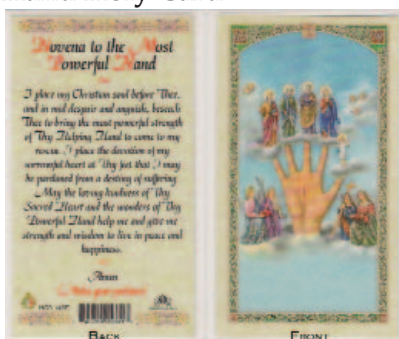 Novena to the Most
Powerful Hand
I place my Christian soul before Thee,
and in mid despair and anguish, beseech
Thee to bring the most powerful strength
of Thy Helping Hand to come to my
rescue. I place the devotion of my
sorrowful heart at Thy feet that I may
be pardoned from a destiny of suffering.
May the loving kindness of Thy
Sacred Heart and the wonders of Thy
Powerful Hand help me and give me
strength and wisdom to live in peace and
happiness.
Amen
BACK
FRONT